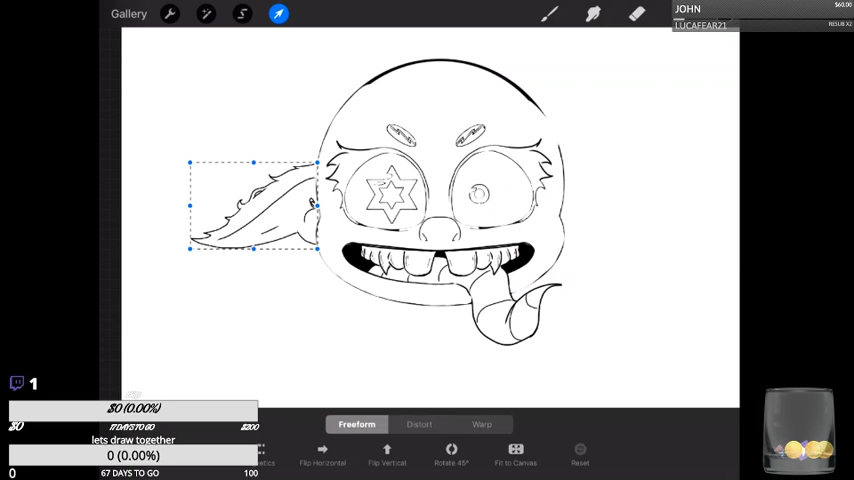 Gallery
JOHN
$60.00
LUCAFEAR21
RESUB X2
1
$0 (0.00%)
$0
17 DAYS TO GO
$200
lets draw together
0 (0.00%)
0
67 DAYS TO GO
100
Freeform
Distort
Warp
Flip Horizontal
Flip Vertical
Rotate 45°
Fit to Canvas
Reset